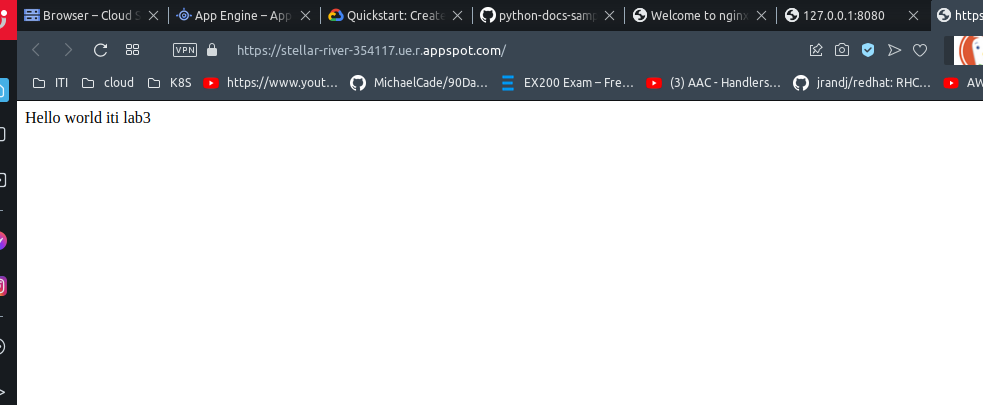 Browser – Cloud S
App Engine – App
Quickstart: Create
python-docs-samp
Welcome to nginx
127.0.0.1:8080
https
VPN
https://stellar-river-354117.ue.r.appspot.com/
ITI
cloud
K8S
https://www.yout...
MichaelCade/90Da...
EX200 Exam – Fre...
(3) AAC - Handlers...
jrandj/redhat: RHC...
AW
Hello world iti lab3